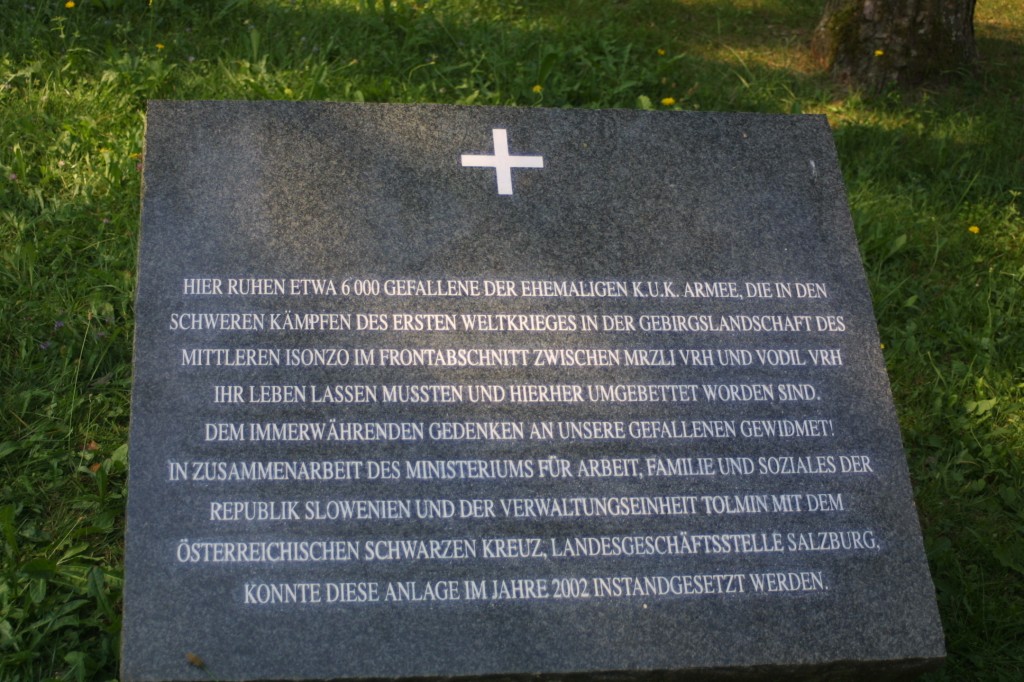 HIER RUHEN ETWA 6 000 GEFALLENE DER EHEMALIGEN K.U.K. ARMEE, DIE IN DEN
SCHWEREN KÄMPFEN DES ERSTEN WELTKRIEGES IN DER GEBIRGSLANDSCHAFT DES
MITTLEREN ISONZO IM FRONTABSCHNITT ZWISCHEN MRZLI VRH UND VODIL VRH
IHR LEBEN LASSEN MUSSTEN UND HIERHER UMGEBETTET WORDEN SIND.
DEM IMMERWÄHRENDEN GEDENKEN AN UNSERE GEFALLENEN GEWIDMET!
IN ZUSAMMENARBEIT DES MINISTERIUMS FÜR ARBEIT, FAMILIE UND SOZIALES DER
REPUBLIK SLOWENIEN UND DER VERWALTUNGSEINHEIT TOLMIN MIT DEM
ÖSTERREICHISCHEN SCHWARZEN KREUZ, LANDESGESCHÄFTSSTELLE SALZBURG,
KONNTE DIESE ANLAGE IM JAHRE 2002 INSTANDGESETZT WERDEN.